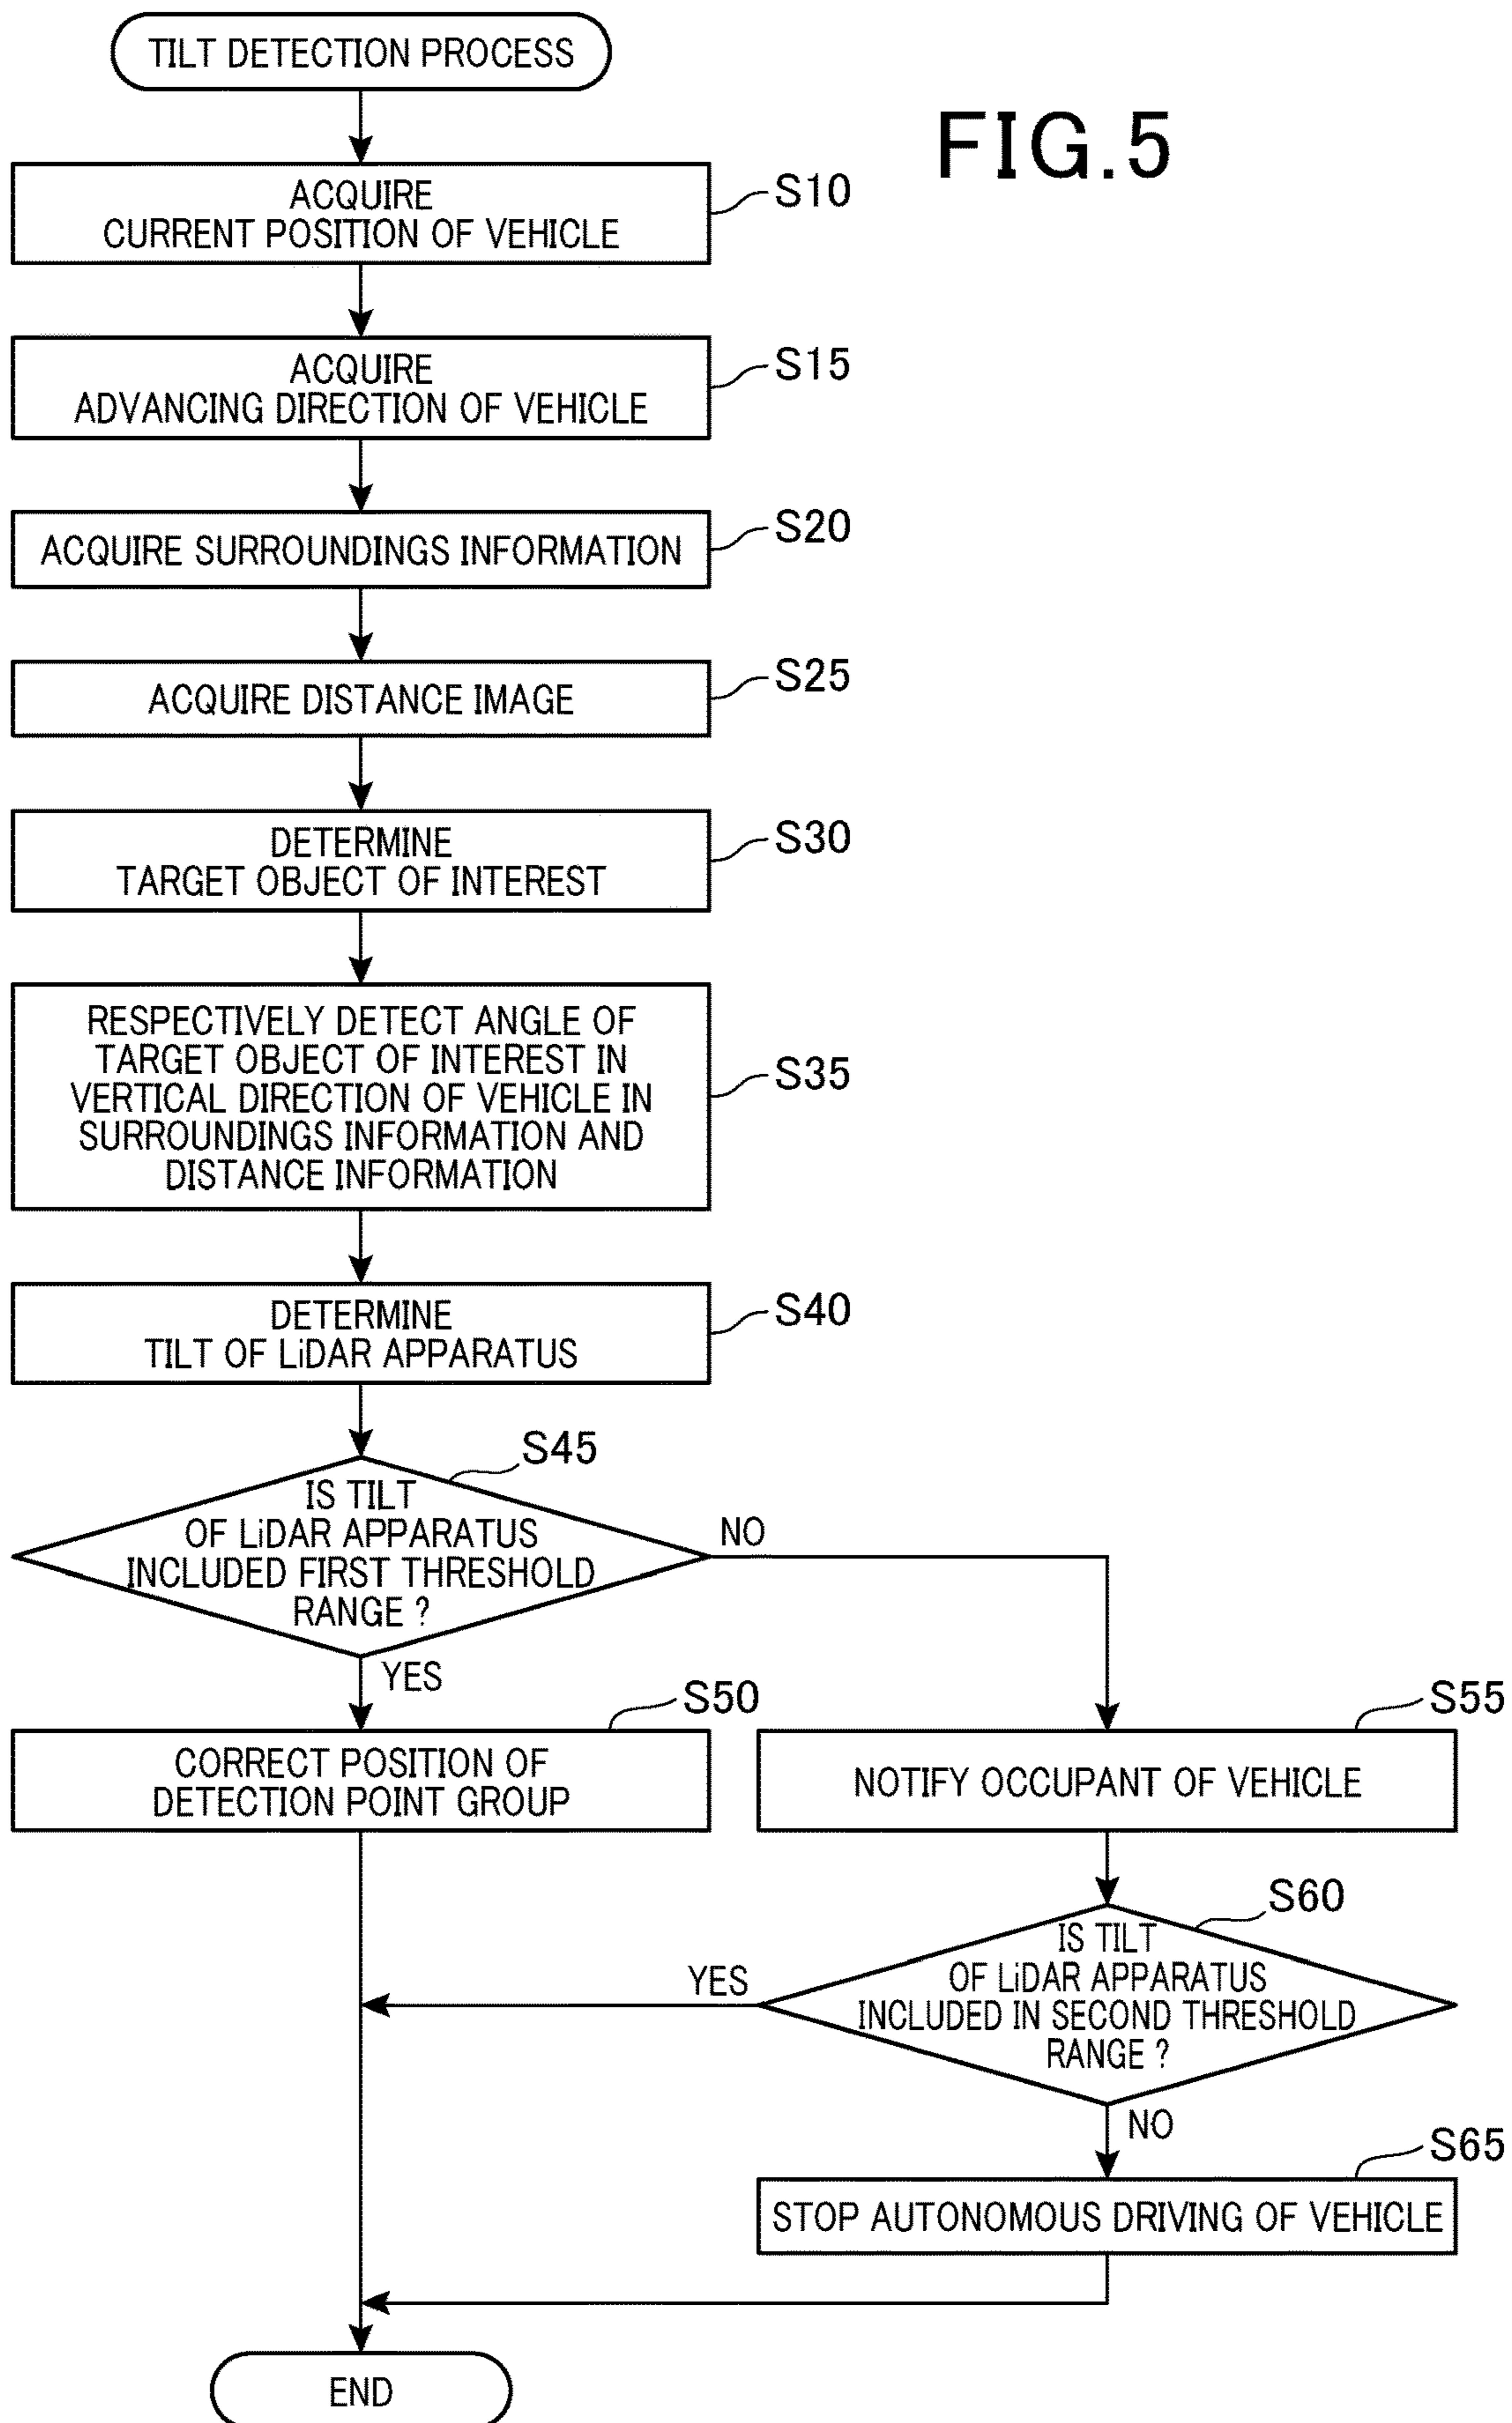 TILT DETECTION PROCESS
FIG.5
ACQUIRE
CURRENT POSITION OF VEHICLE
S10
ACQUIRE
ADVANCING DIRECTION OF VEHICLE
S15
ACQUIRE SURROUNDINGS INFORMATION
S20
ACQUIRE DISTANCE IMAGE
S25
DETERMINE
TARGET OBJECT OF INTEREST
S30
RESPECTIVELY DETECT ANGLE OF
TARGET OBJECT OF INTEREST IN
VERTICAL DIRECTION OF VEHICLE IN
SURROUNDINGS INFORMATION AND
DISTANCE INFORMATION
S35
DETERMINE
TILT OF LiDAR APPARATUS
S40
S45
IS TILT
OF LiDAR APPARATUS
INCLUDED FIRST THRESHOLD
RANGE ?
NO
YES
S50
CORRECT POSITION OF
DETECTION POINT GROUP
S55
NOTIFY OCCUPANT OF VEHICLE
S60
IS TILT
OF LiDAR APPARATUS
INCLUDED IN SECOND THRESHOLD
RANGE ?
YES
NO
S65
STOP AUTONOMOUS DRIVING OF VEHICLE
END